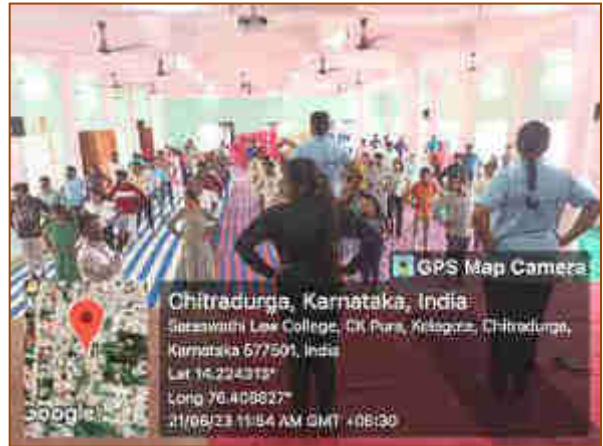 GPS Map Camera
Chitradurga, Karnataka, India
Saraswathi Law College, CK Pura, Kelagote, Chitradurga,
Karnataka 577501, India
Lat 14.224313°
Long 76.408827°
21/06/23 11:54 AM GMT +05:30
Google